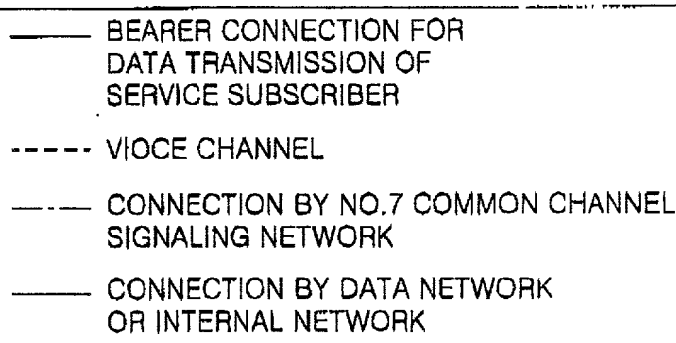 BEARER CONNECTION FOR
DATA TRANSMISSION OF
SERVICE SUBSCRIBER
VIOCE CHANNEL
CONNECTION BY NO.7 COMMON CHANNEL
SIGNALING NETWORK
CONNECTION BY DATA NETWORK
OR INTERNAL NETWORK